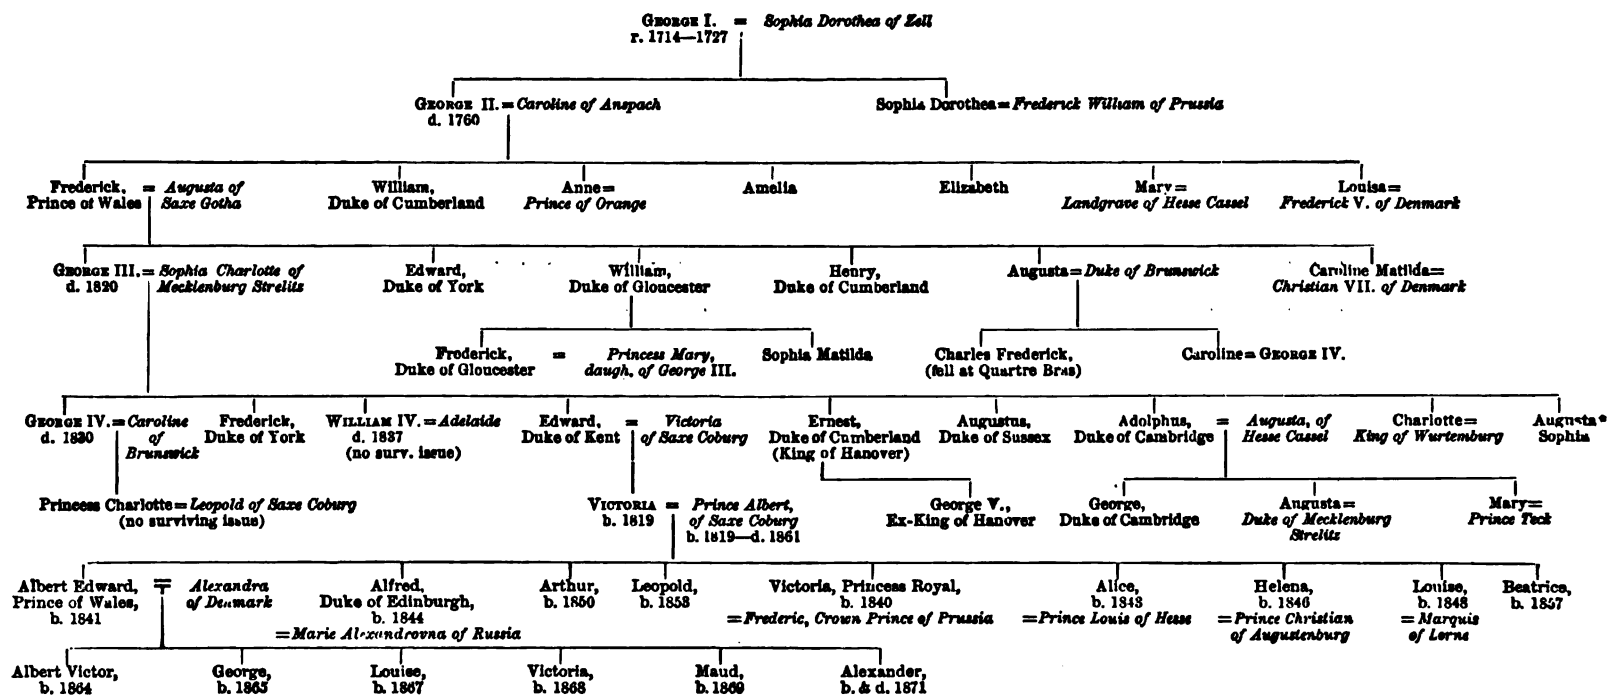 GEORGE I. = Sophia Dorothea of Zell
r. 1714—1727
GEORGE II. = Caroline of Anspach
d. 1760
Sophia Dorothea = Frederick William of Prussia
Frederick, = Augusta of
Prince of Wales Saxe Gotha
William,
Duke of Cumberland
Anne =
Prince of Orange
Amelia
Elizabeth
Mary =
Landgrave of Hesse Cassel
Louisa =
Frederick V. of Denmark
GEORGE III. = Sophia Charlotte of
d. 1820 Mecklenburg Strelitz
Edward,
Duke of York
William,
Duke of Gloucester
Henry,
Duke of Cumberland
Augusta = Duke of Brunswick
Caroline Matilda =
Christian VII. of Denmark
Frederick, = Princess Mary,
Duke of Gloucester daugh, of George III.
Sophia Matilda
Charles Frederick,
(fell at Quartre Bras)
Caroline = GEORGE IV.
GEORGE IV. = Caroline
d. 1830 of
Brunswick
Frederick,
Duke of York
WILLIAM IV. = Adelaide
d. 1837
(no surv. issue)
Edward, = Victoria
Duke of Kent of Saxe Coburg
Ernest,
Duke of Cumberland
(King of Hanover)
Augustus,
Duke of Sussex
Adolphus, = Augusta, of
Duke of Cambridge Hesse Cassel
Charlotte =
King of Wurtemburg
Augusta*
Sophia
Princess Charlotte = Leopold of Saxe Coburg
(no surviving issue)
VICTORIA = Prince Albert,
b. 1819 of Saxe Coburg
b. 1819—d. 1861
George V.,
Ex-King of Hanover
George,
Duke of Cambridge
Augusta =
Duke of Mecklenburg
Strelitz
Mary =
Prince Teck
Albert Edward, = Alexandra
Prince of Wales, of Denmark
b. 1841
Alfred,
Duke of Edinburgh,
b. 1844
= Marie Alexandrovna of Russia
Arthur,
b. 1850
Leopold,
b. 1853
Victoria, Princess Royal,
b. 1840
= Frederic, Crown Prince of Prussia
Alice,
b. 1843
= Prince Louis of Hesse
Helena,
b. 1846
= Prince Christian
of Augustenburg
Louise,
b. 1848
= Marquis
of Lorne
Beatrice,
b. 1857
Albert Victor,
b. 1864
George,
b. 1865
Louise,
b. 1867
Victoria,
b. 1868
Maud,
b. 1869
Alexander,
b. & d. 1871